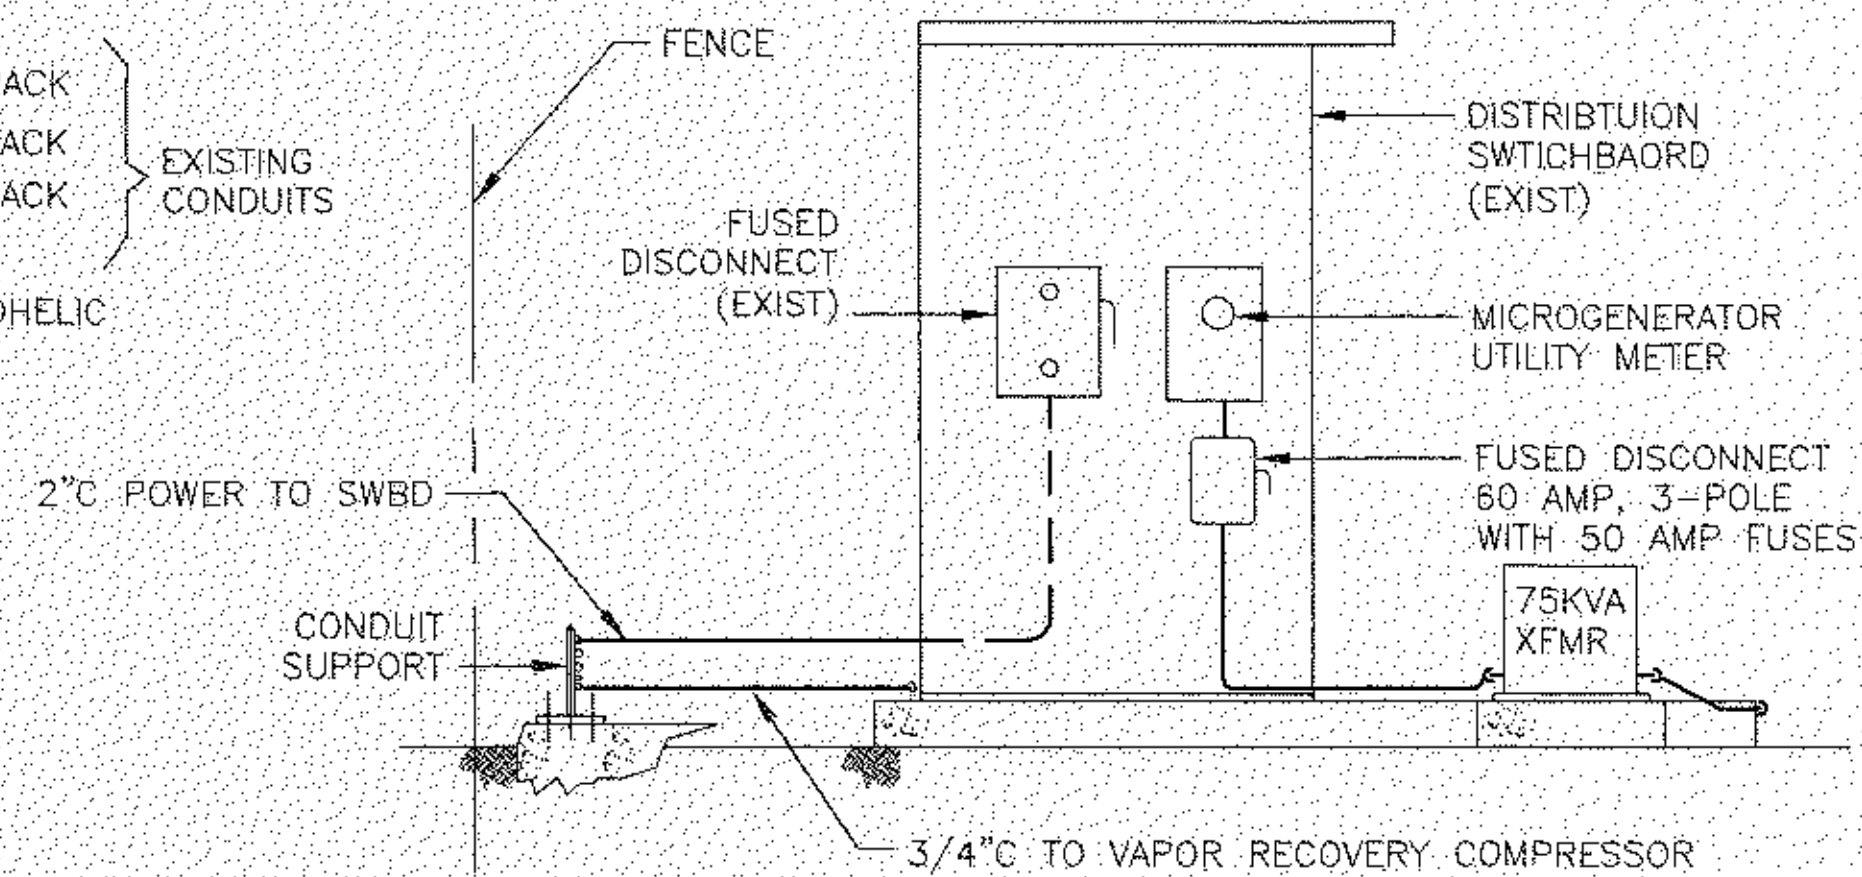 FENCE
ACK
ACK
ACK
EXISTING
CONDUITS
OHELIC
DISTRIBTUION
SWTICHBAORD
(EXIST)
FUSED
DISCONNECT
(EXIST)
MICROGENERATOR
UTILITY METER
2"C POWER TO SWBD
FUSED DISCONNECT
60 AMP, 3-POLE
WITH 50 AMP FUSES
CONDUIT
SUPPORT
75KVA
XFMR
3/4"C TO VAPOR RECOVERY COMPRESSOR